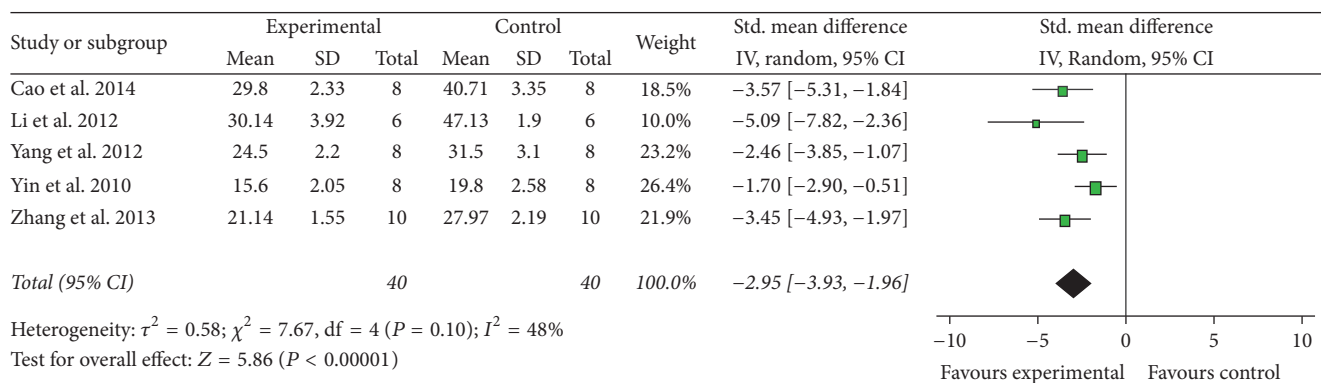 Study or subgroup Experimental Control Weight Std. mean difference Std. mean difference
Mean SD Total Mean SD Total IV, random, 95% CI IV, Random, 95% CI
Cao et al. 2014 29.8 2.33 8 40.71 3.35 8 18.5% −3.57 [−5.31, −1.84]
Li et al. 2012 30.14 3.92 6 47.13 1.9 6 10.0% −5.09 [−7.82, −2.36]
Yang et al. 2012 24.5 2.2 8 31.5 3.1 8 23.2% −2.46 [−3.85, −1.07]
Yin et al. 2010 15.6 2.05 8 19.8 2.58 8 26.4% −1.70 [−2.90, −0.51]
Zhang et al. 2013 21.14 1.55 10 27.97 2.19 10 21.9% −3.45 [−4.93, −1.97]
Total (95% CI) 40 40 100.0% −2.95 [−3.93, −1.96]
Heterogeneity: τ² = 0.58; χ² = 7.67, df = 4 (P = 0.10); I² = 48%
Test for overall effect: Z = 5.86 (P < 0.00001)
−10 −5 0 5 10
Favours experimental Favours control